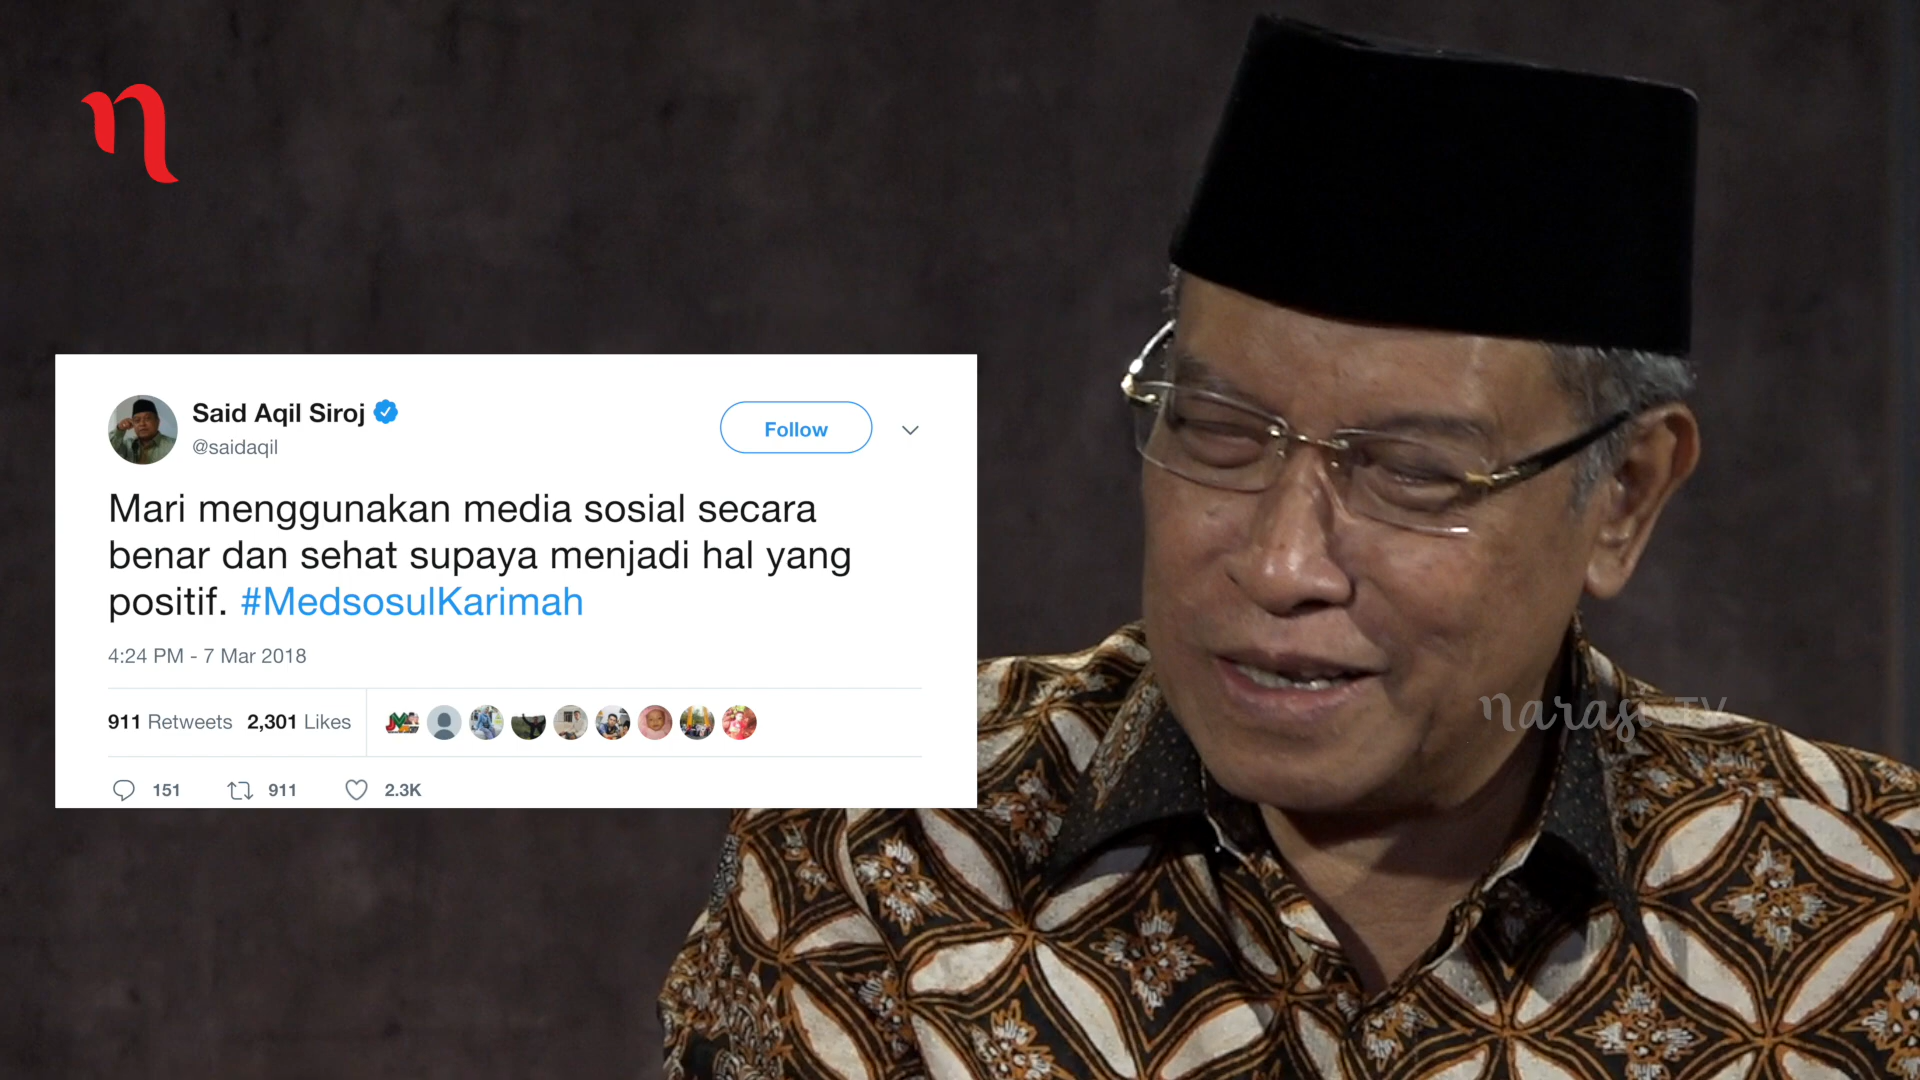 Said Aqil Siroj
@saidaqil
Follow
Mari menggunakan media sosial secara
benar dan sehat supaya menjadi hal yang
positif. #MedsosulKarimah
4:24 PM - 7 Mar 2018
911 Retweets 2,301 Likes
151 911 2.3K
Narasi TV